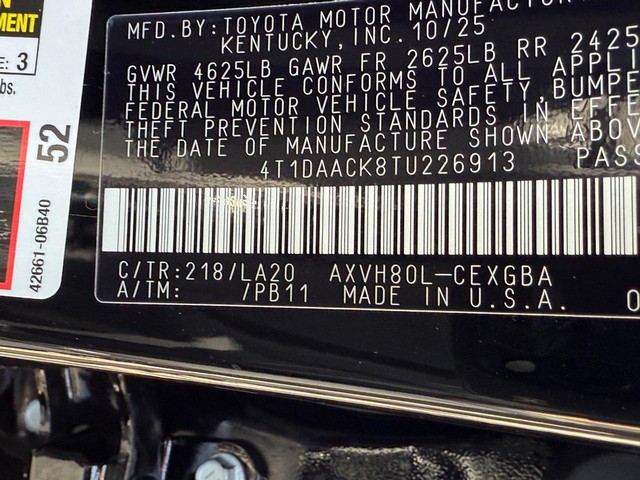 MENT
E: 3
bs.
52
42661-06B40
MFD.BY:TOYOTA MOTOR MANUFACTUR
KENTUCKY,INC.10/25
GVWR 4625LB GAWR FR 2625LB RR 2425
THIS VEHICLE CONFORMS TO ALL APPLI
FEDERAL MOTOR VEHICLE SAFETY,BUMPE
THEFT PREVENTION STANDARDS IN EFFE
THE DATE OF MANUFACTURE SHOWN ABOV
4T1DAACK8TU226913 PASS
C/TR:218/LA20 AXVH80L-CEXGBA
A/TM: /PB11 MADE IN U.S.A.